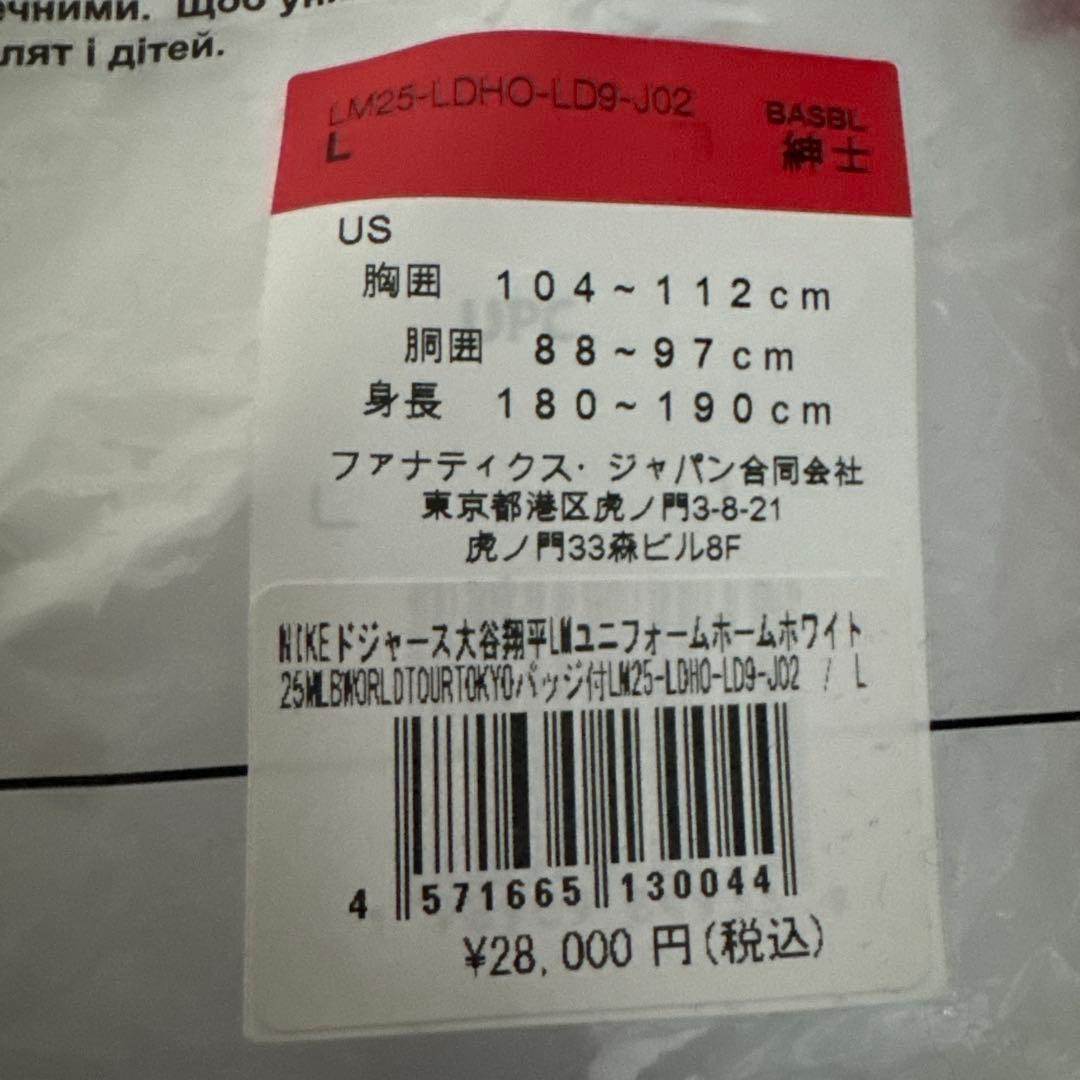 ечними. Щоб
лят і дітей.
LM25-LDHO-LD9-J02
BASBL
L
紳士
US
胸囲 104~112cm
胴囲 88~97cm
身長 180~190cm
ファナティクス・ジャパン合同会社
東京都港区虎ノ門3-8-21
虎ノ門33森ビル8F
UPC
L
NIKEドジャース大谷翔平LMユニフォームホームホワイト
25MLBWORLDTOURTOKYOバッジ付LM25-LDHO-LD9-J02 / L
4 571665 130044
¥28,000 円(税込)